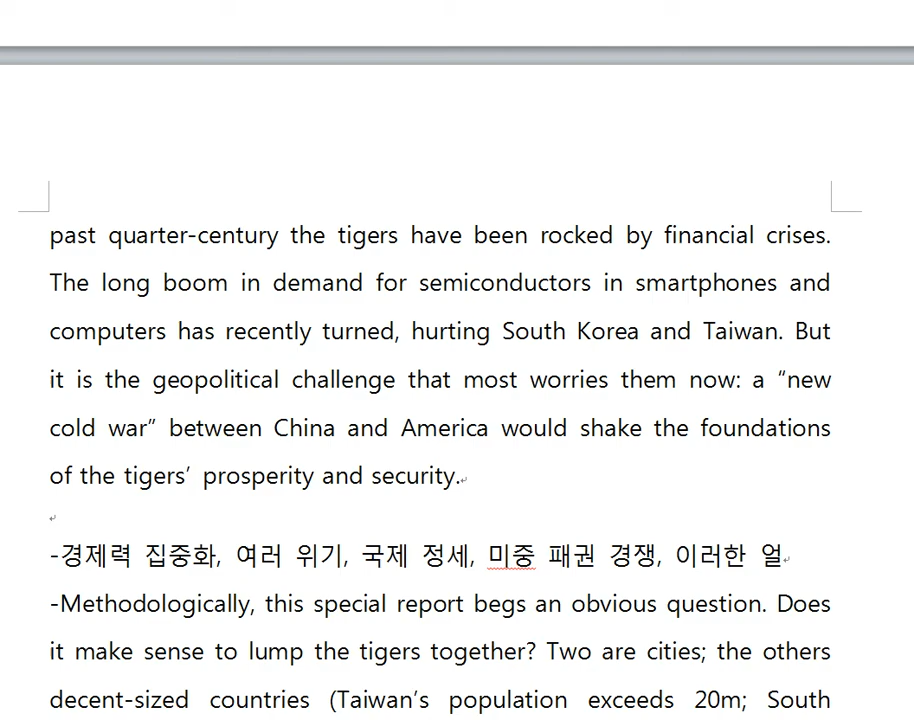 past quarter-century the tigers have been rocked by financial crises.
The long boom in demand for semiconductors in smartphones and
computers has recently turned, hurting South Korea and Taiwan. But
it is the geopolitical challenge that most worries them now: a “new
cold war” between China and America would shake the foundations
of the tigers’ prosperity and security.
-경제력 집중화, 여러 위기, 국제 정세, 미중 패권 경쟁, 이러한 얼
-Methodologically, this special report begs an obvious question. Does
it make sense to lump the tigers together? Two are cities; the others
decent-sized countries (Taiwan’s population exceeds 20m; South